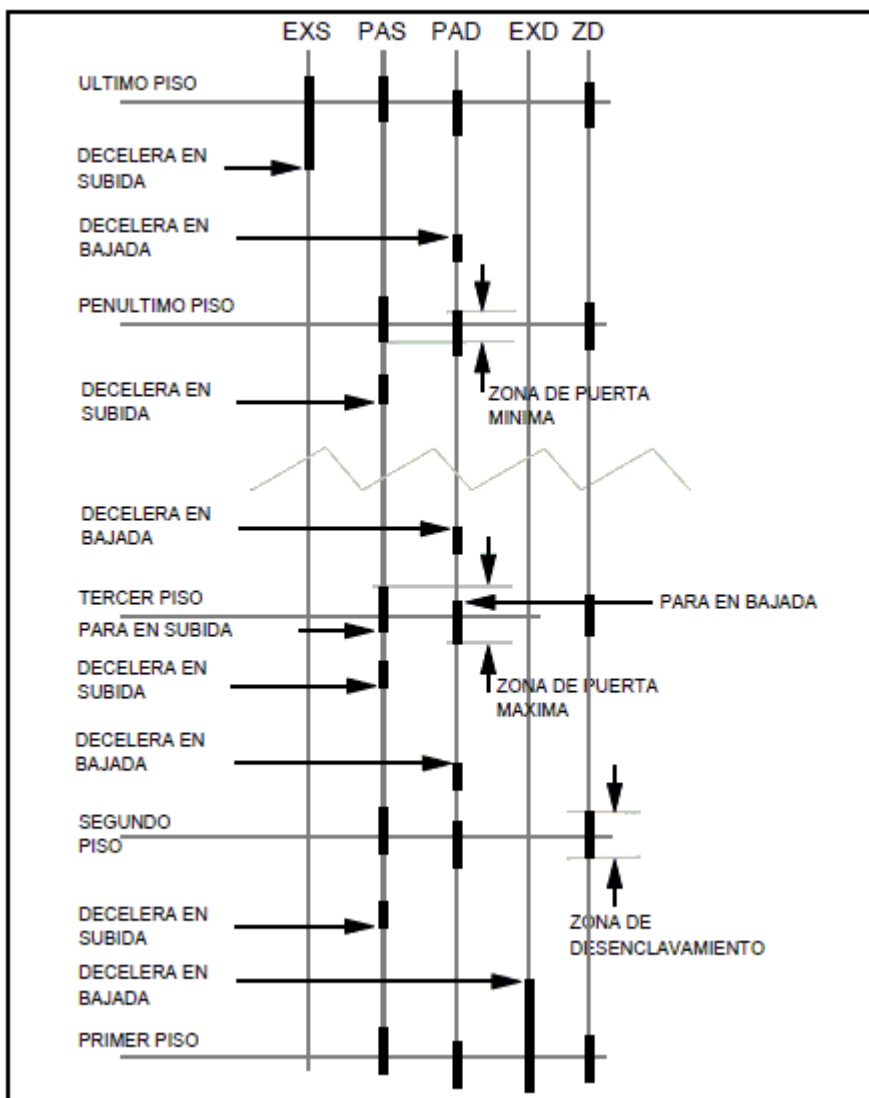 EXS PAS PAD EXD ZD
ULTIMO PISO
DECELERA EN
SUBIDA
DECELERA EN
BAJADA
PENULTIMO PISO
DECELERA EN
SUBIDA
ZONA DE PUERTA
MINIMA
DECELERA EN
BAJADA
TERCER PISO
PARA EN BAJADA
PARA EN SUBIDA
DECELERA EN
SUBIDA
ZONA DE PUERTA
MAXIMA
DECELERA EN
BAJADA
SEGUNDO
PISO
DECELERA EN
SUBIDA
ZONA DE
DESENCLAVAMIENTO
DECELERA EN
BAJADA
PRIMER PISO